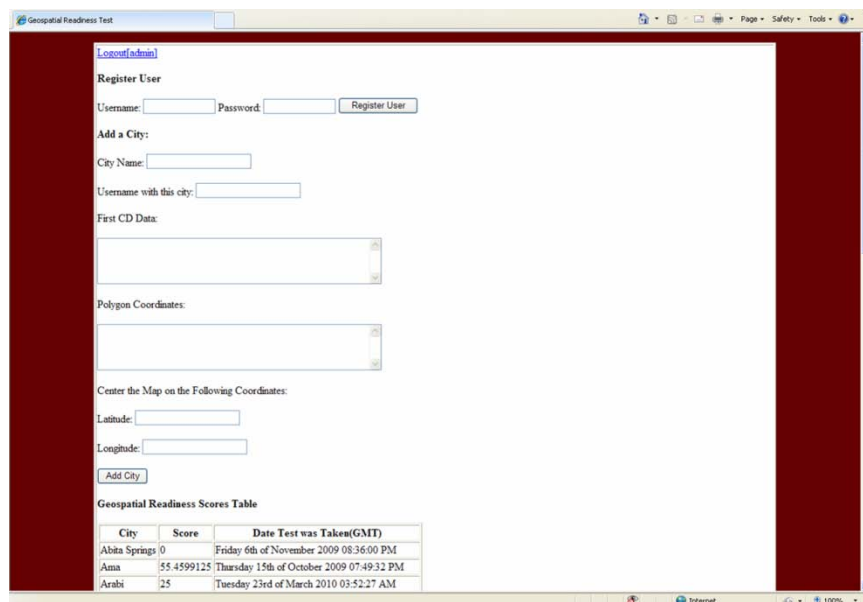 Geospatial Readiness Test
Page Safety Tools
Logout[admin]
Register User
Username: Password: Register User
Add a City:
City Name:
Username with this city:
First CD Data:
Polygon Coordinates:
Center the Map on the Following Coordinates:
Latitude:
Longitude:
Add City
Geospatial Readiness Scores Table
City Score Date Test was Taken(GMT)
Abita Springs 0 Friday 6th of November 2009 08:36:00 PM
Ama 55.4599125 Thursday 15th of October 2009 07:49:32 PM
Arabi 25 Tuesday 23rd of March 2010 03:52:27 AM
Internet 100%